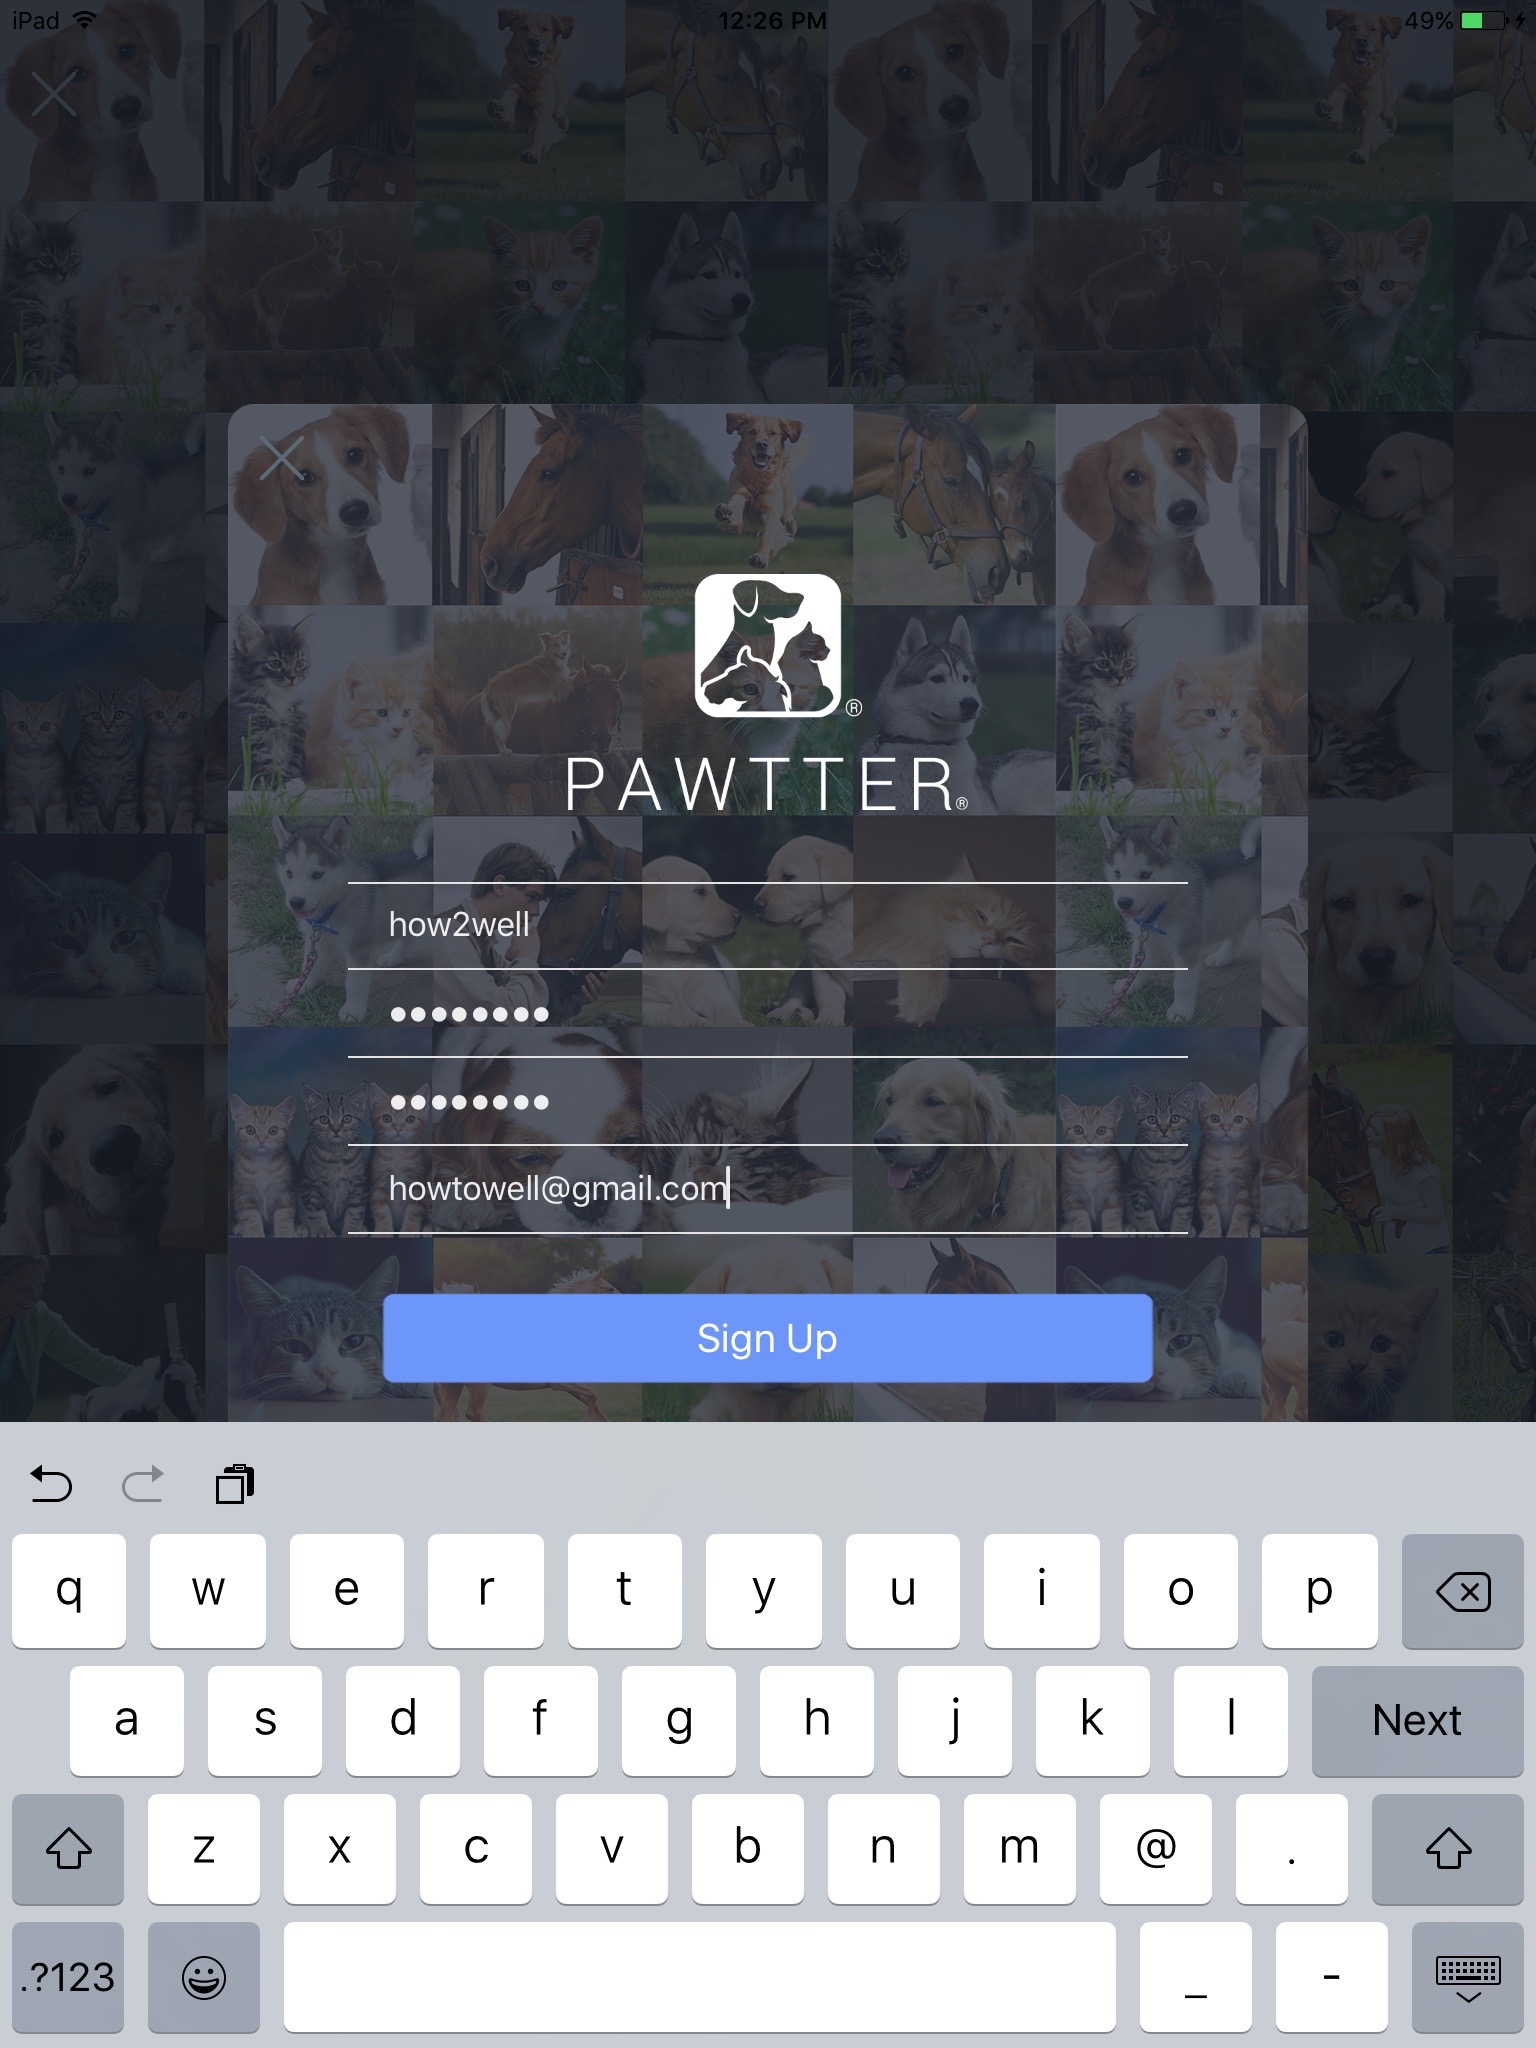 iPad 12:26 PM 49%
®
PAWTTER®
how2well
••••••••
••••••••
howtowell@gmail.com
Sign Up
q w e r t y u i o p
a s d f g h j k l Next
z x c v b n m @ .
.?123 _ -